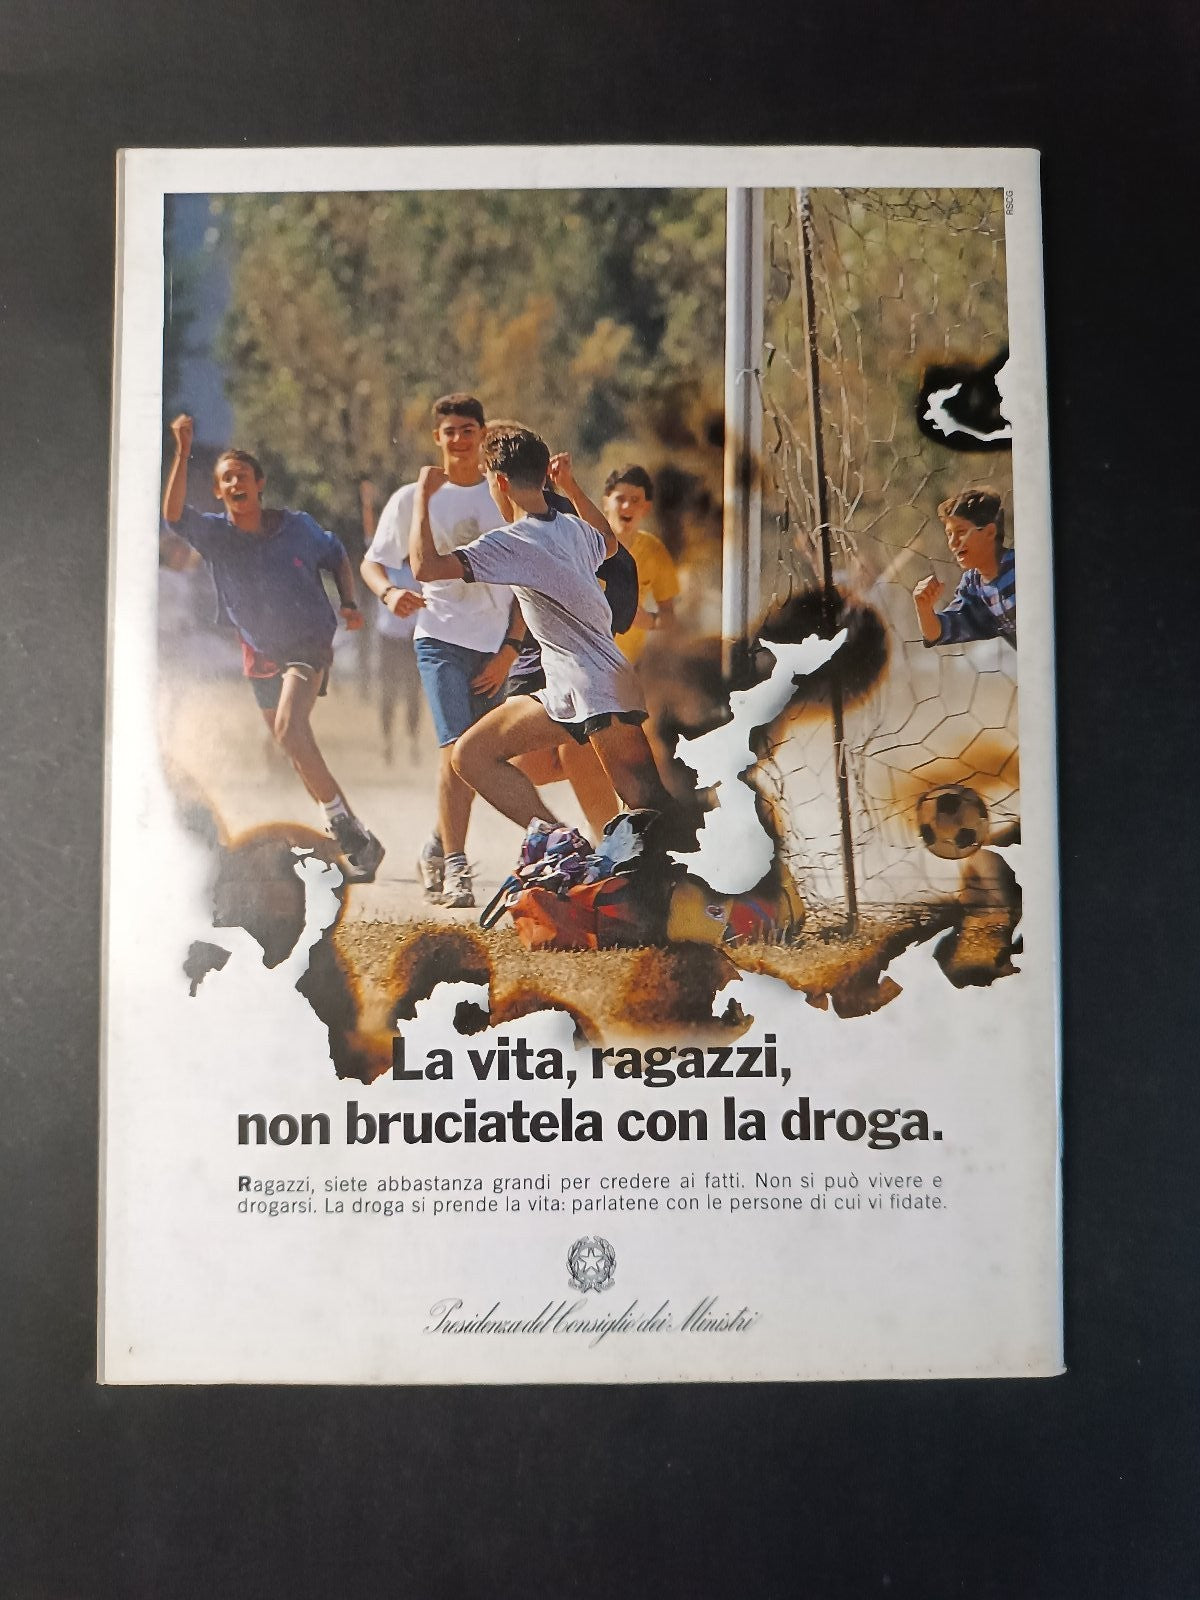 RSCG
La vita, ragazzi,
non bruciatela con la droga.
Ragazzi, siete abbastanza grandi per credere ai fatti. Non si può vivere e
drogarsi. La droga si prende la vita: parlatene con le persone di cui vi fidate.
Presidenza del Consiglio dei Ministri